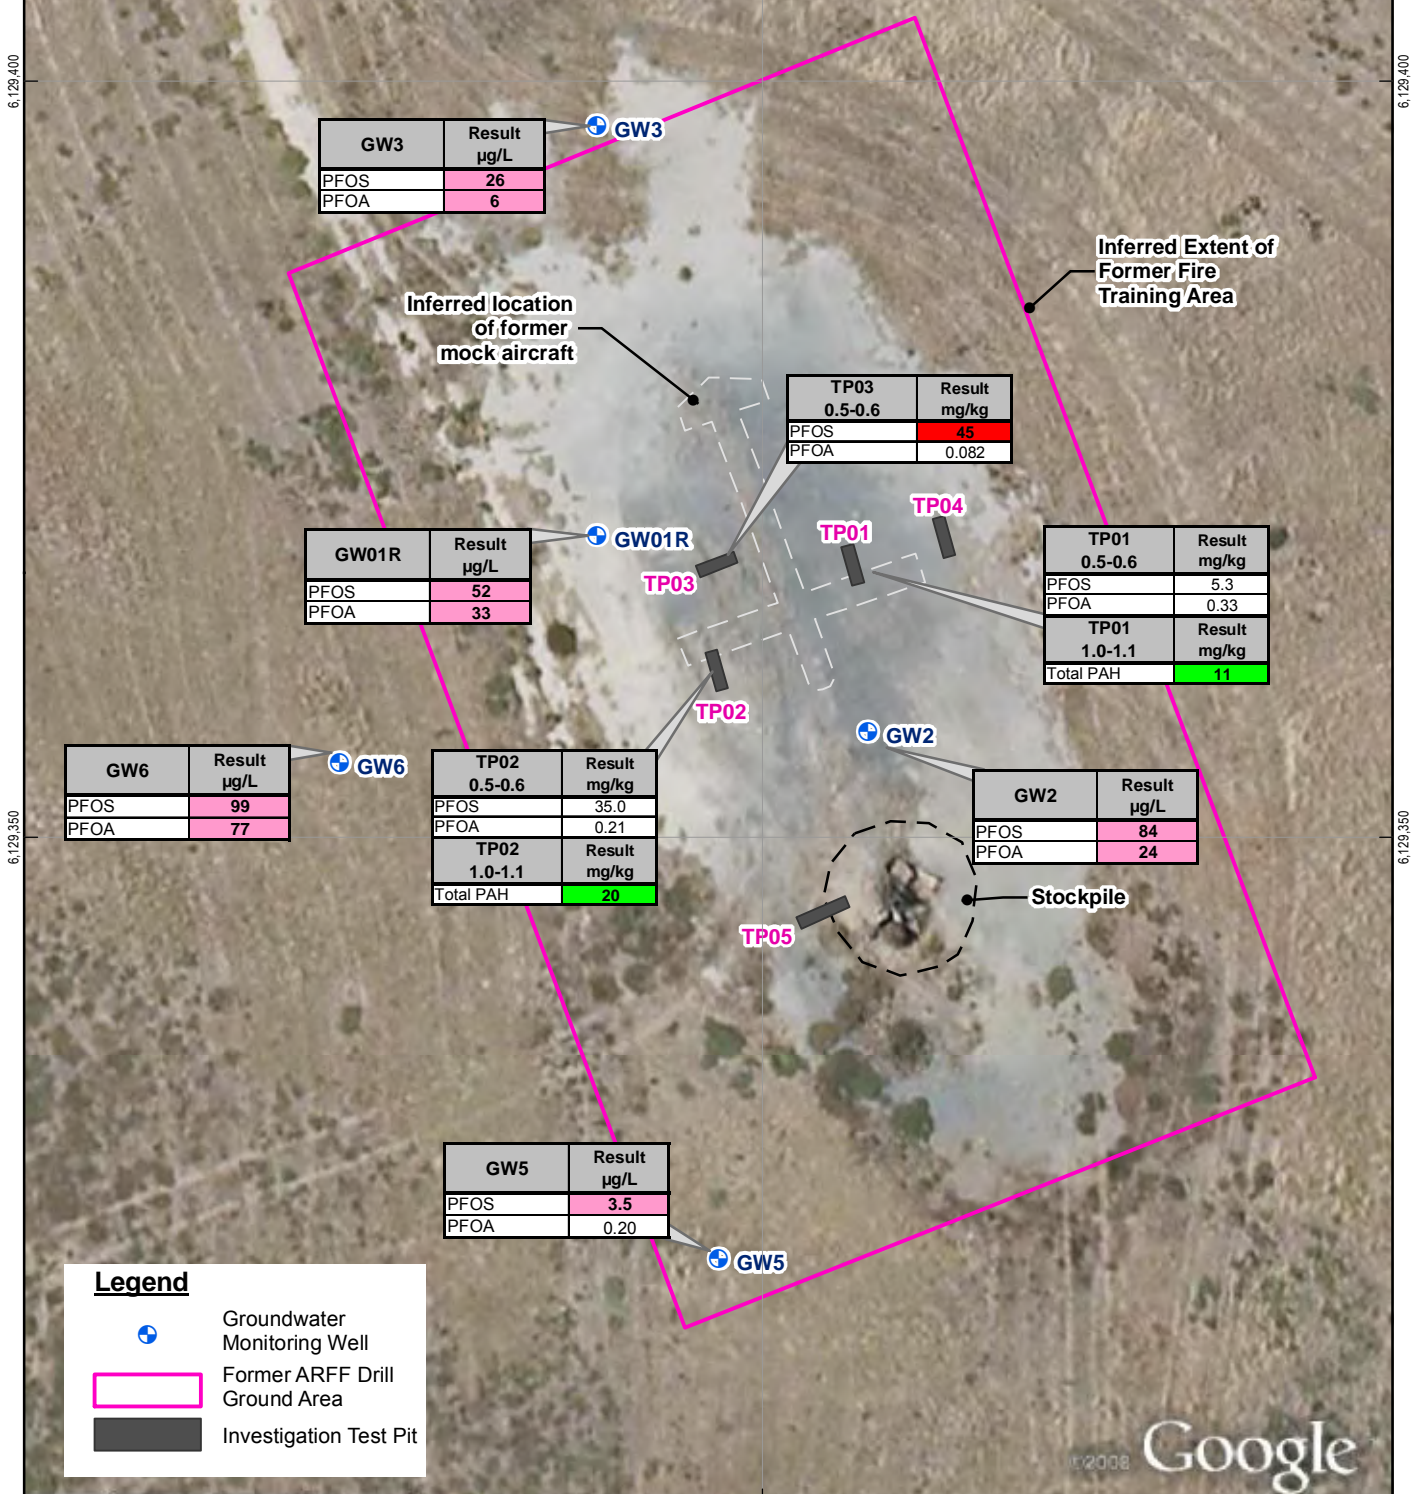 6,129,400
6,129,400
GW3
Result
µg/L
PFOS 26
PFOA 6
GW3
Inferred Extent of
Former Fire
Training Area
Inferred location
of former
mock aircraft
TP03
0.5-0.6
Result
mg/kg
PFOS 45
PFOA 0.082
TP04
TP01
GW01R
Result
µg/L
PFOS 52
PFOA 33
GW01R
TP03
TP01
0.5-0.6
Result
mg/kg
PFOS 5.3
PFOA 0.33
TP01
1.0-1.1
Result
mg/kg
Total PAH 11
TP02
GW2
GW6
Result
µg/L
PFOS 99
PFOA 77
GW6
TP02
0.5-0.6
Result
mg/kg
PFOS 35.0
PFOA 0.21
TP02
1.0-1.1
Result
mg/kg
Total PAH 20
GW2
Result
µg/L
PFOS 84
PFOA 24
6,129,350
6,129,350
Stockpile
TP05
GW5
Result
µg/L
PFOS 3.5
PFOA 0.20
GW5
Legend
Groundwater
Monitoring Well
Former ARFF Drill
Ground Area
Investigation Test Pit
©2008 Google